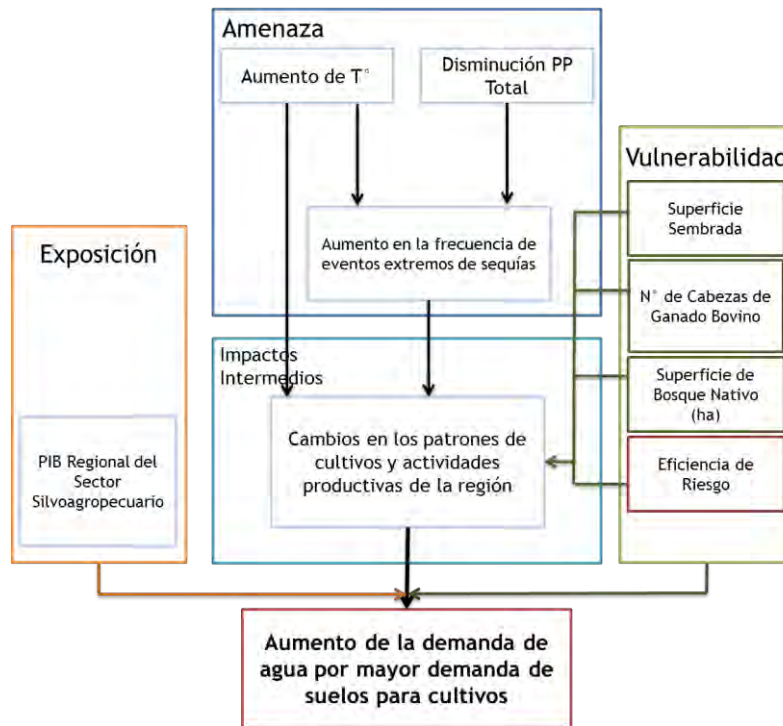 Amenaza
Aumento de T°
Disminución PP
Total
Aumento en la frecuencia de
eventos extremos de sequías
Exposición
PIB Regional del
Sector
Silvoagropecuario
Impactos
Intermedios
Cambios en los patrones de
cultivos y actividades
productivas de la región
Vulnerabilidad
Superficie
Sembrada
N° de Cabezas de
Ganado Bovino
Superficie de
Bosque Nativo
(ha)
Eficiencia de
Riesgo
Aumento de la demanda de
agua por mayor demanda de
suelos para cultivos